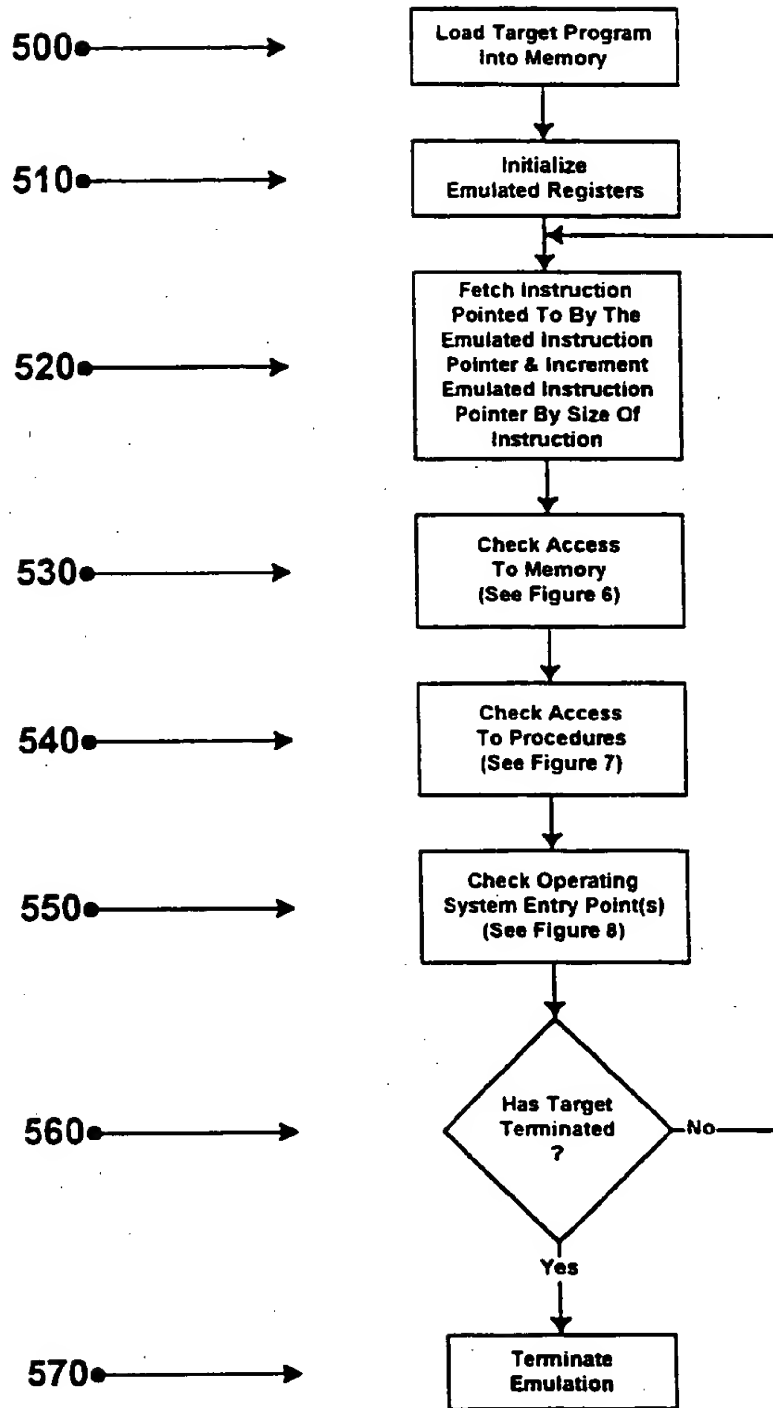 500
Load Target Program
Into Memory
510
Initialize
Emulated Registers
520
Fetch Instruction
Pointed To By The
Emulated Instruction
Pointer & Increment
Emulated Instruction
Pointer By Size Of
Instruction
530
Check Access
To Memory
(See Figure 6)
540
Check Access
To Procedures
(See Figure 7)
550
Check Operating
System Entry Point(s)
(See Figure 8)
560
Has Target
Terminated
?
No
Yes
570
Terminate
Emulation